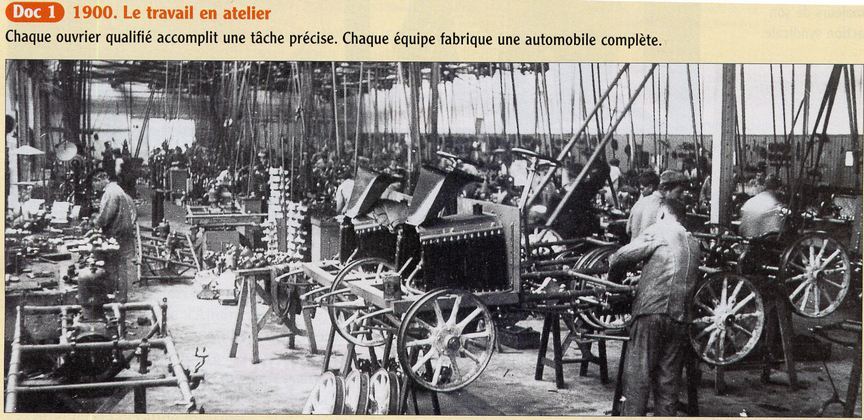 Doc 1 1900. Le travail en atelier
Chaque ouvrier qualifié accomplit une tâche précise. Chaque équipe fabrique une automobile complète.